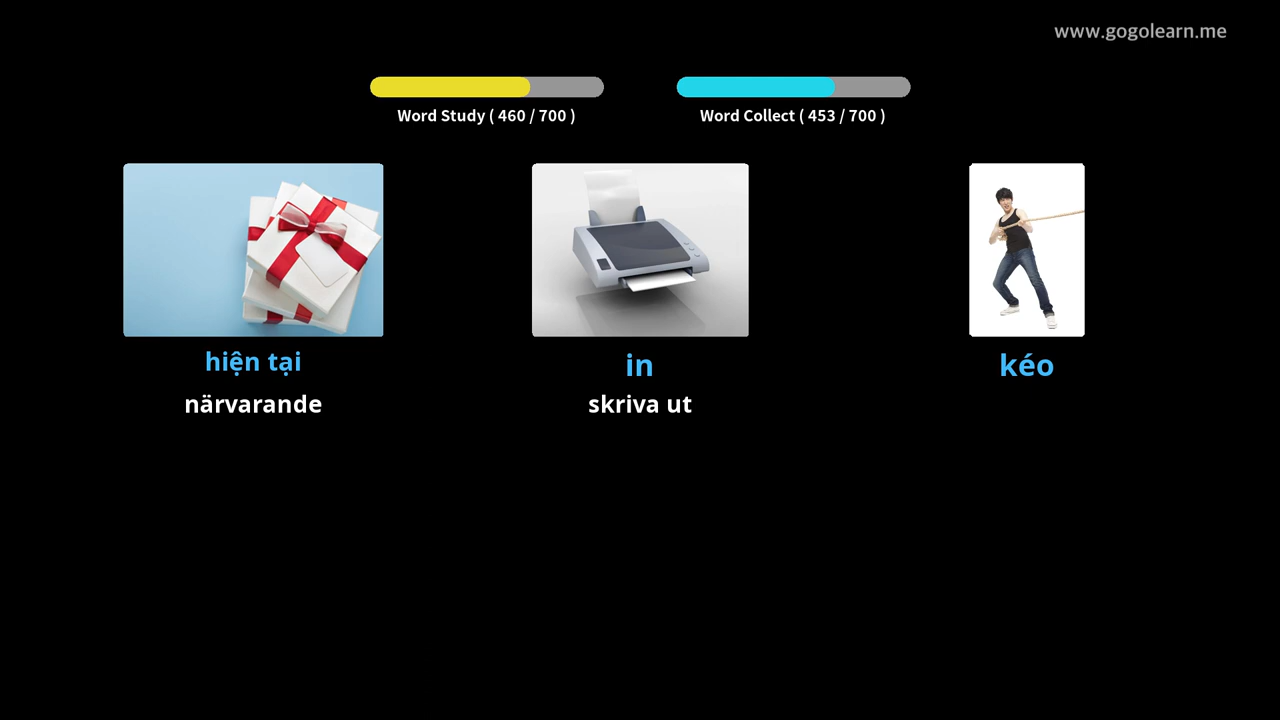 www.gogolearn.me
Word Study ( 460 / 700 )
Word Collect ( 453 / 700 )
hiện tại
närvarande
in
skriva ut
kéo